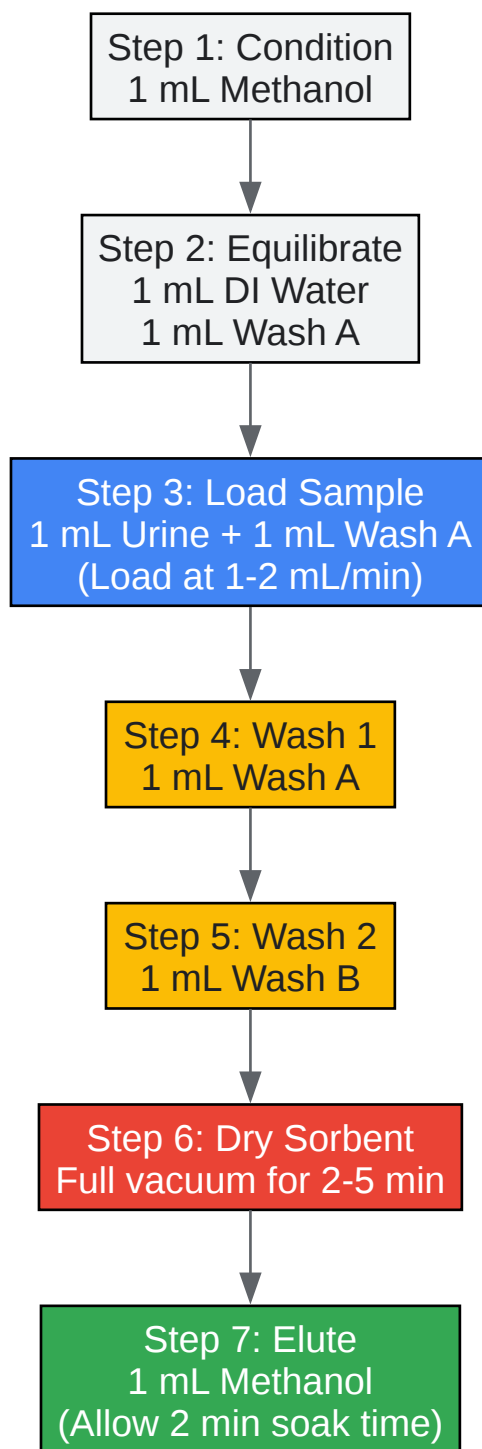 Step 1: Condition
1 mL Methanol
Step 2: Equilibrate
1 mL DI Water
1 mL Wash A
Step 3: Load Sample
1 mL Urine + 1 mL Wash A
(Load at 1-2 mL/min)
Step 4: Wash 1
1 mL Wash A
Step 5: Wash 2
1 mL Wash B
Step 6: Dry Sorbent
Full vacuum for 2-5 min
Step 7: Elute
1 mL Methanol
(Allow 2 min soak time)